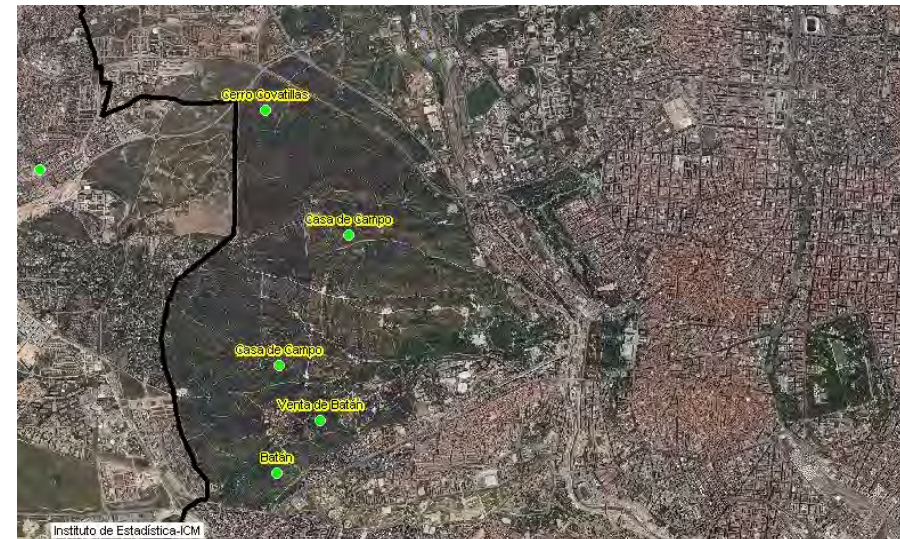 Cerro Covatillas
Casa de Campo
Casa de Campo
Venta de Batán
Batán
Instituto de Estadística-ICM